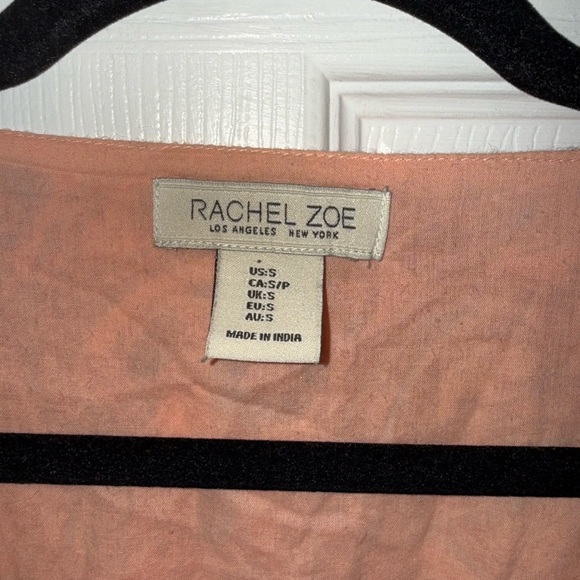 RACHEL ZOE
LOS ANGELES NEW YORK
US:S
CA:S/P
UK:S
EU:S
AU:S
MADE IN INDIA